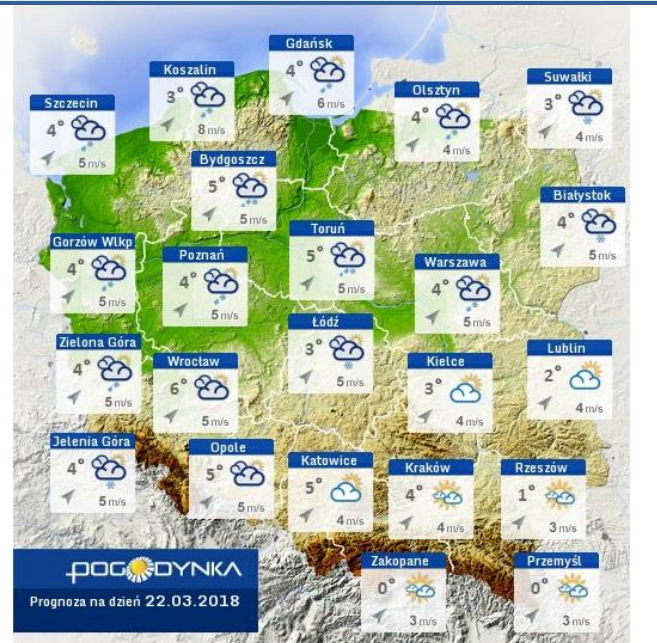 Gdańsk
4°
6 m/s
Koszalin
3°
8 m/s
Suwałki
3°
4 m/s
Olsztyn
4°
4 m/s
Szczecin
4°
5 m/s
Bydgoszcz
5°
5 m/s
Białystok
4°
5 m/s
Toruń
5°
5 m/s
Gorzów Wlkp
4°
5 m/s
Poznań
4°
5 m/s
Warszawa
4°
5 m/s
Łódź
3°
5 m/s
Zielona Góra
4°
5 m/s
Lublin
2°
4 m/s
Wrocław
6°
5 m/s
Kielce
3°
4 m/s
Jelenia Góra
4°
5 m/s
Opole
5°
5 m/s
Katowice
5°
4 m/s
Kraków
4°
4 m/s
Rzeszów
1°
3 m/s
Zakopane
0°
3 m/s
Przemyśl
0°
3 m/s
POGODYNKA
Prognoza na dzień 22.03.2018